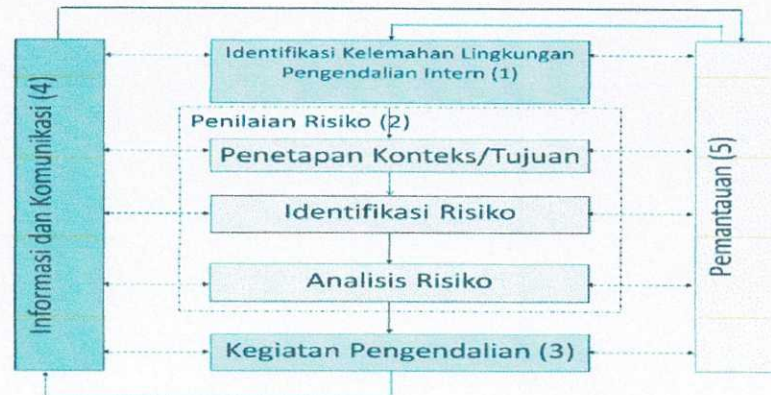 Identifikasi Kelemahan Lingkungan
Pengendalian Intern (1)
Penilaian Risiko (2)
Penetapan Konteks/Tujuan
Identifikasi Risiko
Analisis Risiko
Kegiatan Pengendalian (3)
Informasi dan Komunikasi (4)
Pemantauan (5)